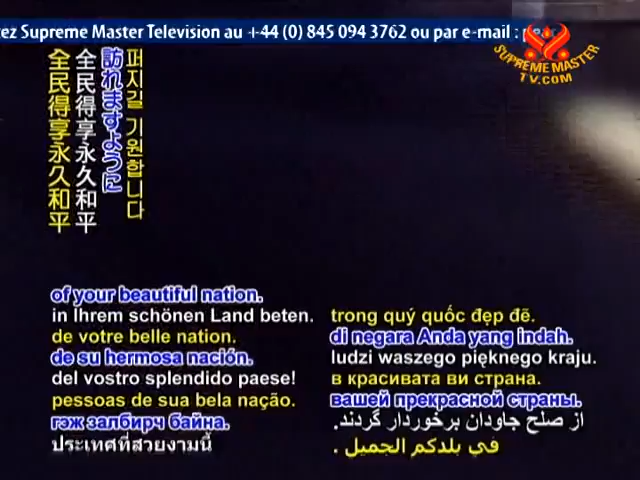 ez Supreme Master Television au +44 (0) 845 094 3762 ou par e-mail :
SUPREME MASTER
TV.COM
퍼지길 기원합니다
訪れますように
全民得享永久和平
全民得享永久和平
of your beautiful nation.
in Ihrem schönen Land beten.
de votre belle nation.
de su hermosa nación.
del vostro splendido paese!
pessoas de sua bela nação.
гэж залбирч байна.
ประเทศที่สวยงามนี้
trong quý quốc đẹp đẽ.
di negara Anda yang indah.
ludzi waszego pięknego kraju.
в красивата ви страна.
вашей прекрасной страны.
از صلح جاودان برخوردار گردند.
في بلدكم الجميل .